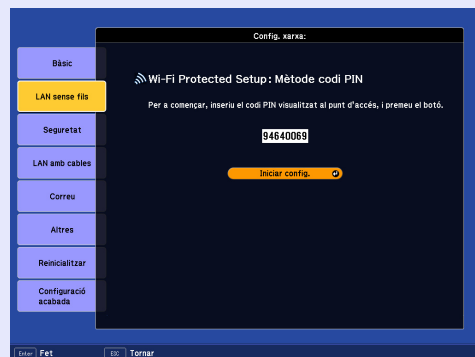 Config. xarxa:
Bàsic
LAN sense fils
Seguretat
LAN amb cables
Correu
Altres
Reinicialitzar
Configuració
acabada
Wi-Fi Protected Setup: Mètode codi PIN
Per a començar, inseriu el codi PIN visualitzat al punt d'accés, i premeu el botó.
94640069
Iniciar config.
Enter Fet
ESC Tornar